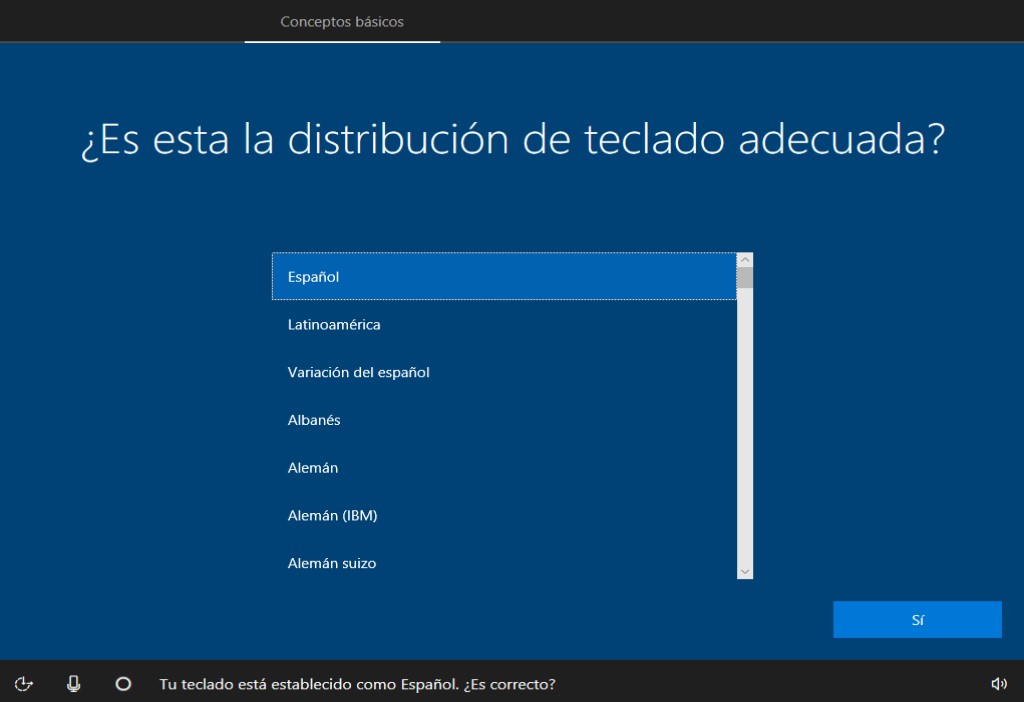 Conceptos básicos
¿Es esta la distribución de teclado adecuada?
Español
Latinoamérica
Variación del español
Albanés
Alemán
Alemán (IBM)
Alemán suizo
Sí
Tu teclado está establecido como Español. ¿Es correcto?